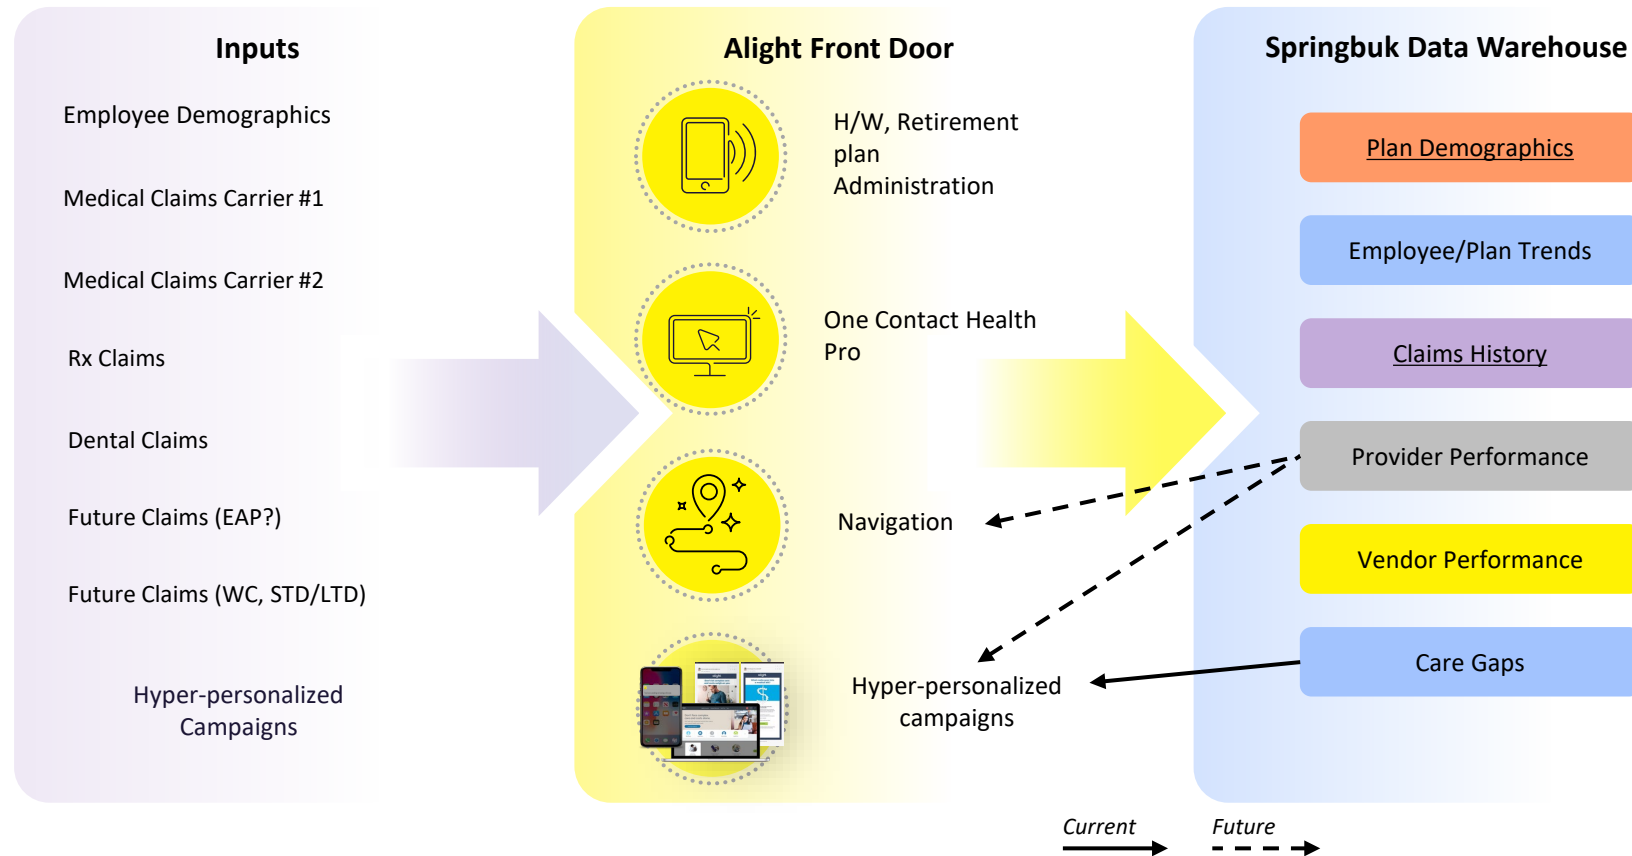 Inputs
Employee Demographics
Medical Claims Carrier #1
Medical Claims Carrier #2
Rx Claims
Dental Claims
Future Claims (EAP?)
Future Claims (WC, STD/LTD)
Hyper-personalized
Campaigns
Alight Front Door
H/W, Retirement
plan
Administration
One Contact Health
Pro
Navigation
Hyper-personalized
campaigns
Springbuk Data Warehouse
Plan Demographics
Employee/Plan Trends
Claims History
Provider Performance
Vendor Performance
Care Gaps
Current
Future